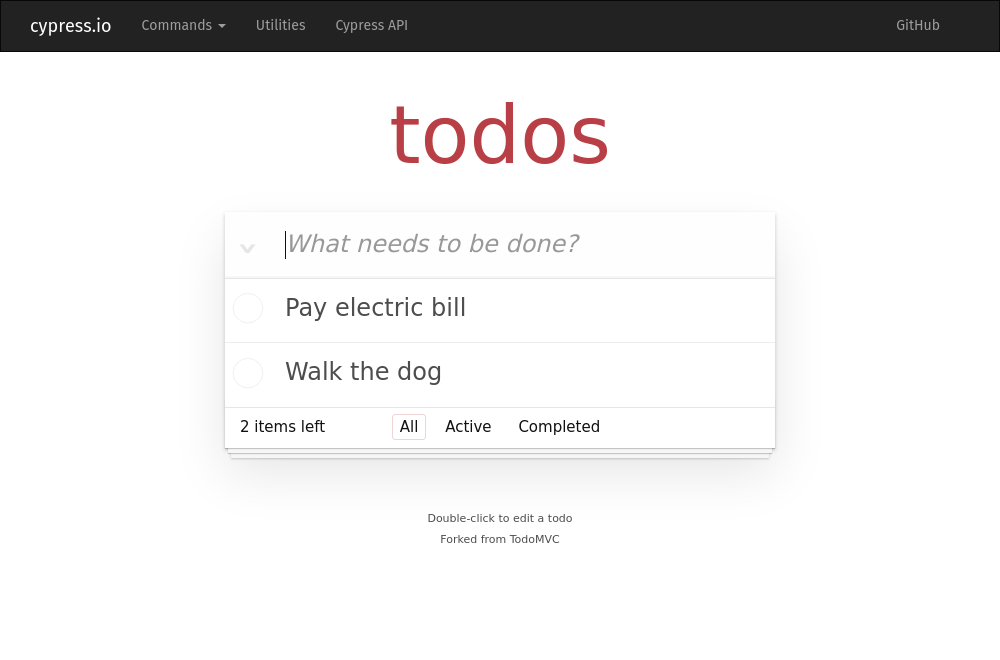 cypress.io Commands Utilities Cypress API GitHub
todos
What needs to be done?
Pay electric bill
Walk the dog
2 items left All Active Completed
Double-click to edit a todo
Forked from TodoMVC